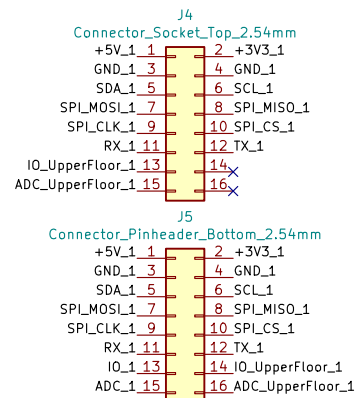 J4
Connector_Socket_Top_2.54mm
+5V_1 1 2 +3V3_1
GND_1 3 4 GND_1
SDA_1 5 6 SCL_1
SPI_MOSI_1 7 8 SPI_MISO_1
SPI_CLK_1 9 10 SPI_CS_1
RX_1 11 12 TX_1
IO_UpperFloor_1 13 14
ADC_UpperFloor_1 15 16
J5
Connector_Pinheader_Bottom_2.54mm
+5V_1 1 2 +3V3_1
GND_1 3 4 GND_1
SDA_1 5 6 SCL_1
SPI_MOSI_1 7 8 SPI_MISO_1
SPI_CLK_1 9 10 SPI_CS_1
RX_1 11 12 TX_1
IO_1 13 14 IO_UpperFloor_1
ADC_1 15 16 ADC_UpperFloor_1